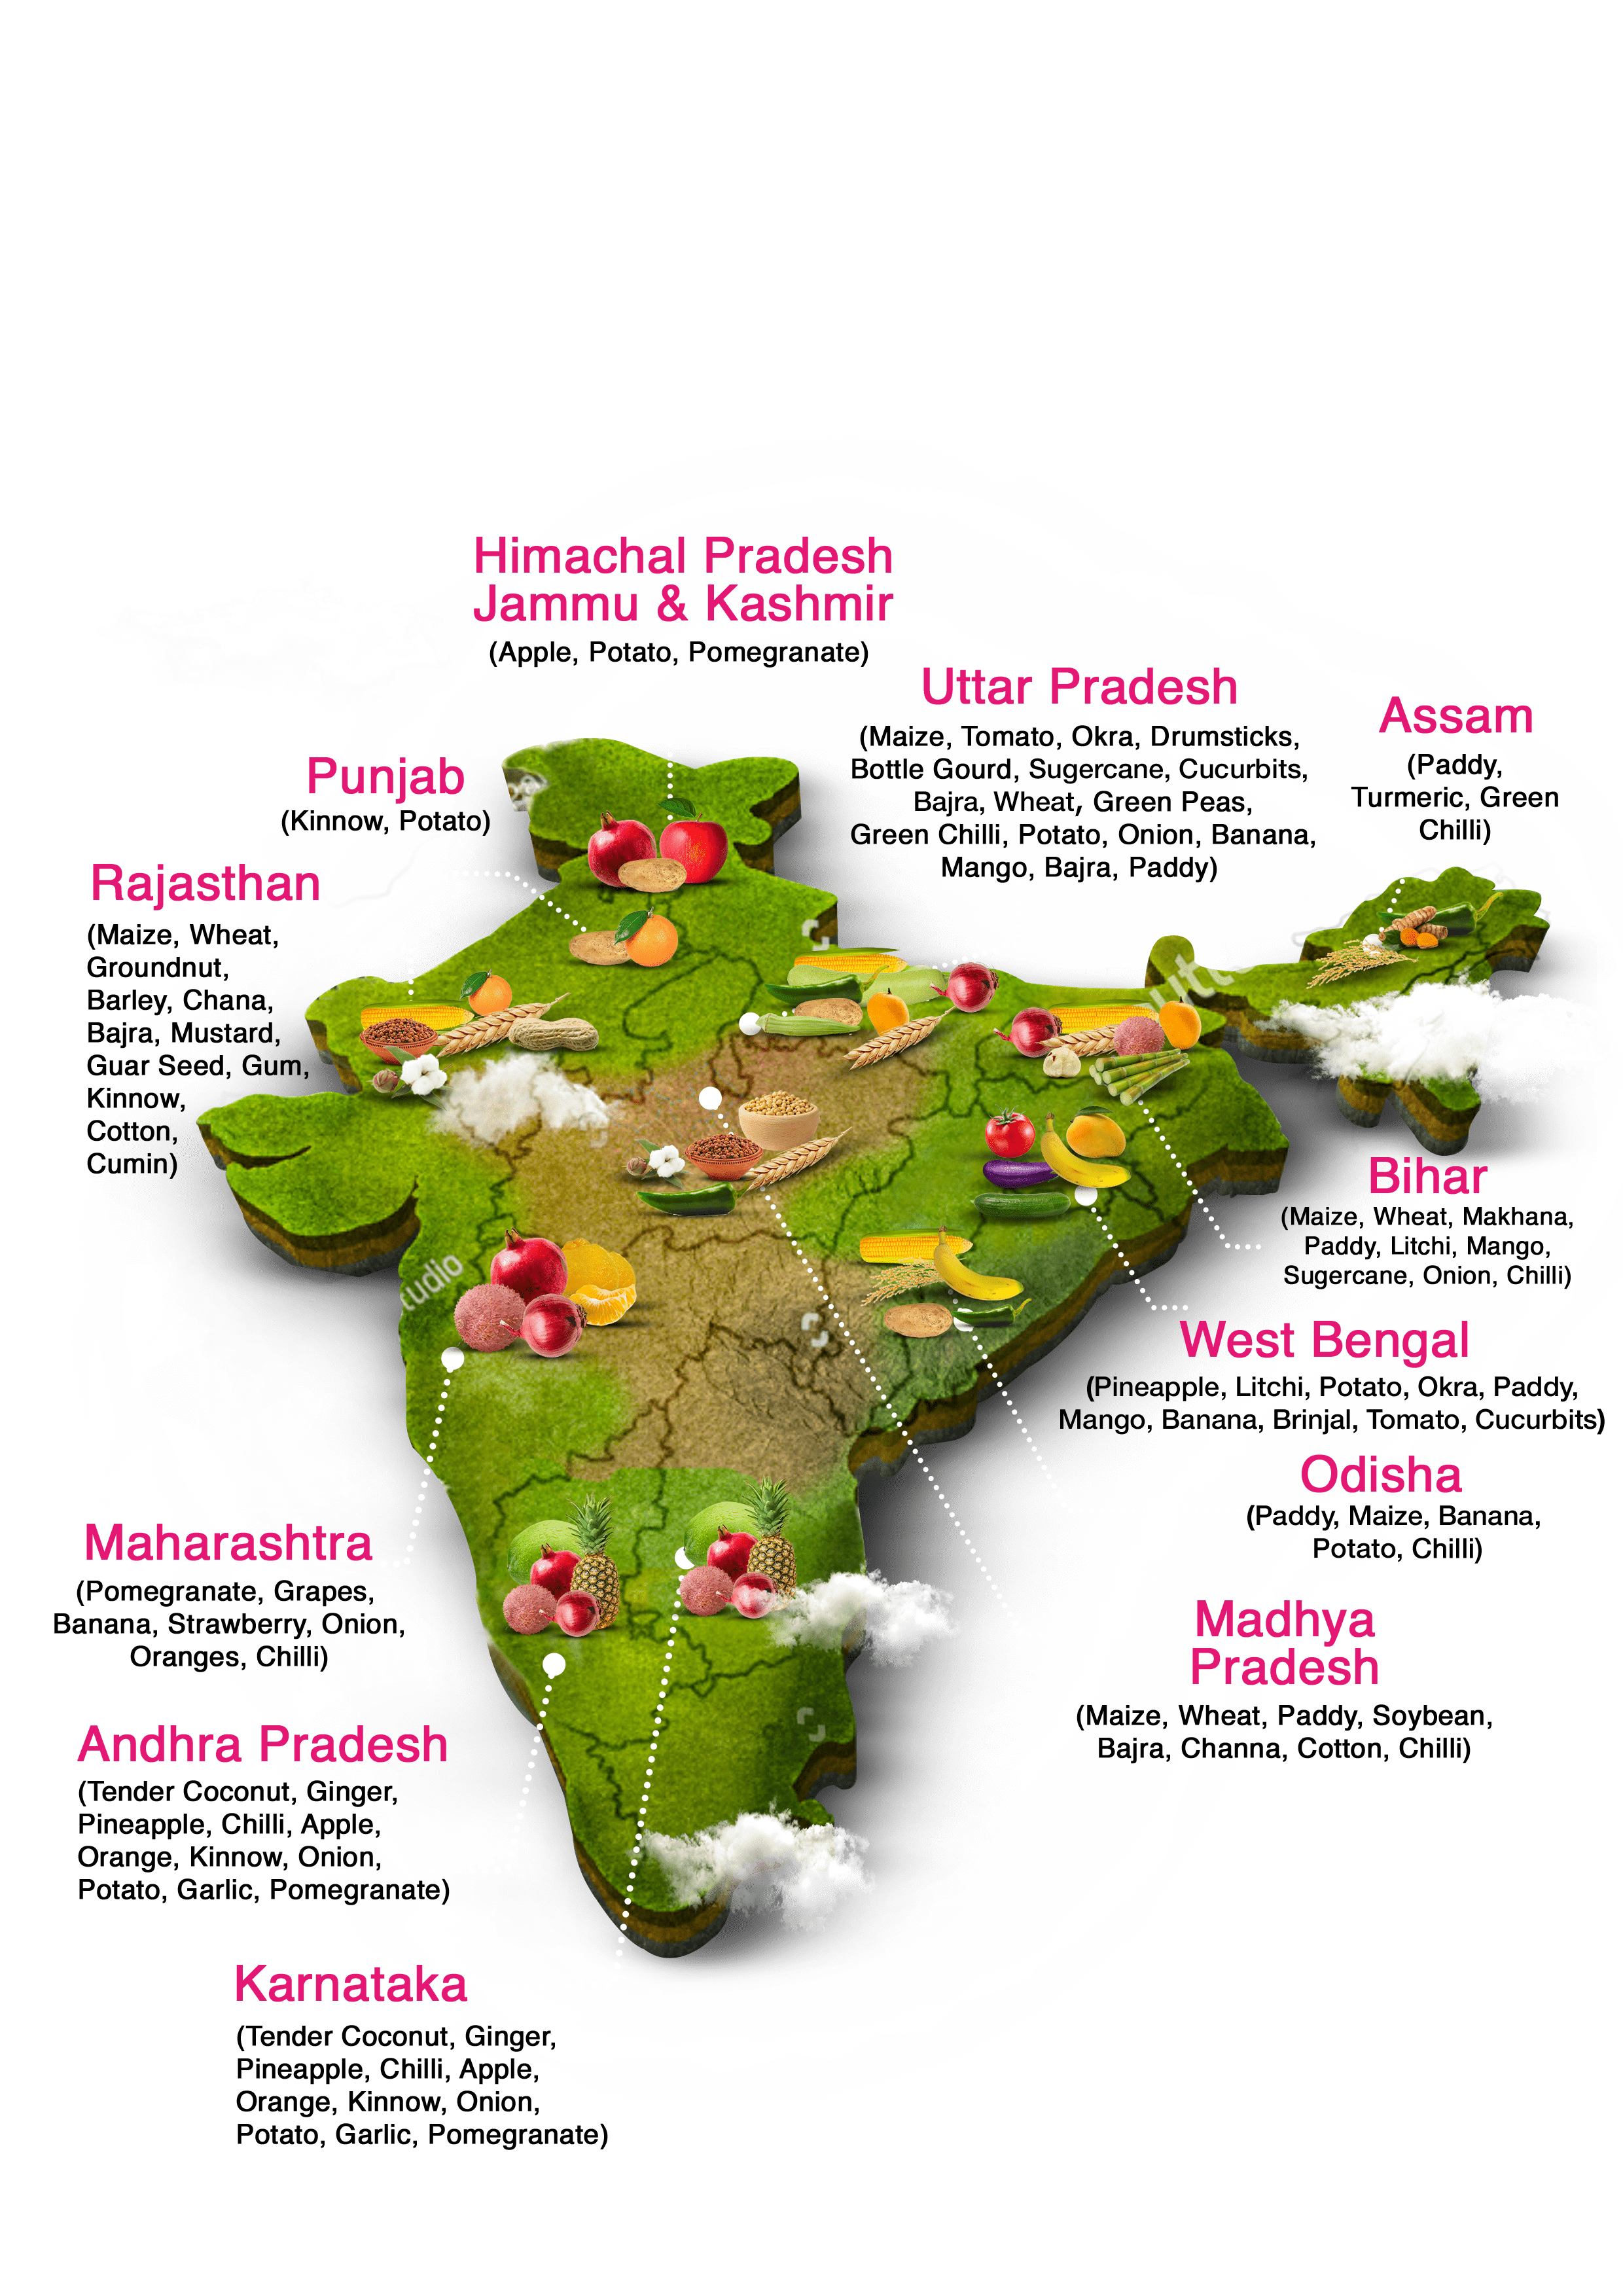 Himachal Pradesh
Jammu & Kashmir
(Apple, Potato, Pomegranate)
Uttar Pradesh
(Maize, Tomato, Okra, Drumsticks,
Bottle Gourd, Sugercane, Cucurbits,
Bajra, Wheat, Green Peas,
Green Chilli, Potato, Onion, Banana,
Mango, Bajra, Paddy)
Assam
(Paddy,
Turmeric, Green
Chilli)
Punjab
(Kinnow, Potato)
Rajasthan
(Maize, Wheat,
Groundnut,
Barley, Chana,
Bajra, Mustard,
Guar Seed, Gum,
Kinnow,
Cotton,
Cumin)
Bihar
(Maize, Wheat, Makhana,
Paddy, Litchi, Mango,
Sugercane, Onion, Chilli)
West Bengal
(Pineapple, Litchi, Potato, Okra, Paddy,
Mango, Banana, Brinjal, Tomato, Cucurbits)
Odisha
(Paddy, Maize, Banana,
Potato, Chilli)
Maharashtra
(Pomegranate, Grapes,
Banana, Strawberry, Onion,
Oranges, Chilli)
Madhya
Pradesh
(Maize, Wheat, Paddy, Soybean,
Bajra, Channa, Cotton, Chilli)
Andhra Pradesh
(Tender Coconut, Ginger,
Pineapple, Chilli, Apple,
Orange, Kinnow, Onion,
Potato, Garlic, Pomegranate)
Karnataka
(Tender Coconut, Ginger,
Pineapple, Chilli, Apple,
Orange, Kinnow, Onion,
Potato, Garlic, Pomegranate)